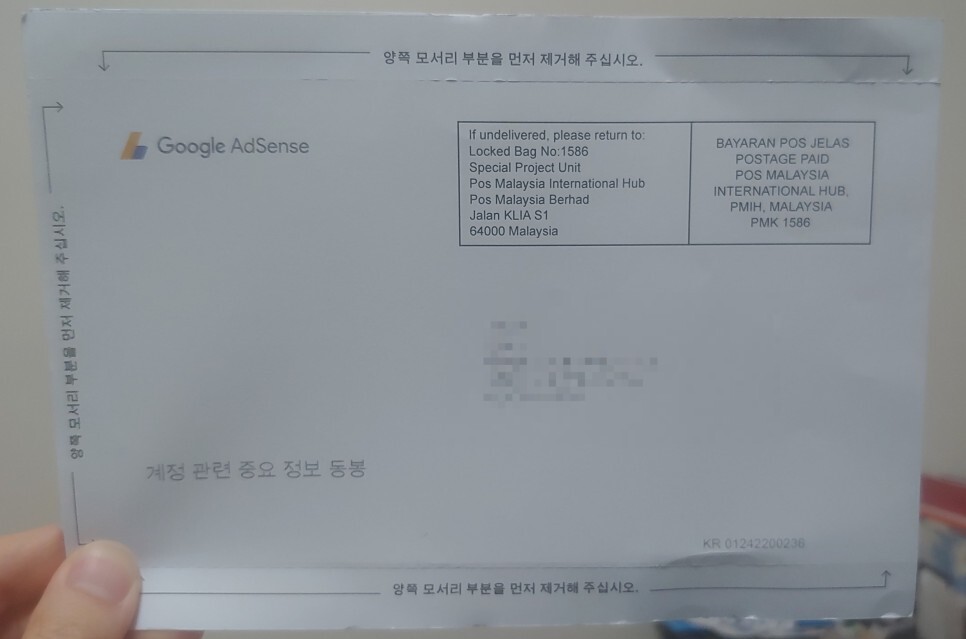 양쪽 모서리 부분을 먼저 제거해 주십시오.
양쪽 모서리 부분을 먼저 제거해 주십시오.
Google AdSense
If undelivered, please return to:
Locked Bag No:1586
Special Project Unit
Pos Malaysia International Hub
Pos Malaysia Berhad
Jalan KLIA S1
64000 Malaysia
BAYARAN POS JELAS
POSTAGE PAID
POS MALAYSIA
INTERNATIONAL HUB,
PMIH, MALAYSIA
PMK 1586
계정 관련 중요 정보 동봉
KR 01242200236
양쪽 모서리 부분을 먼저 제거해 주십시오.